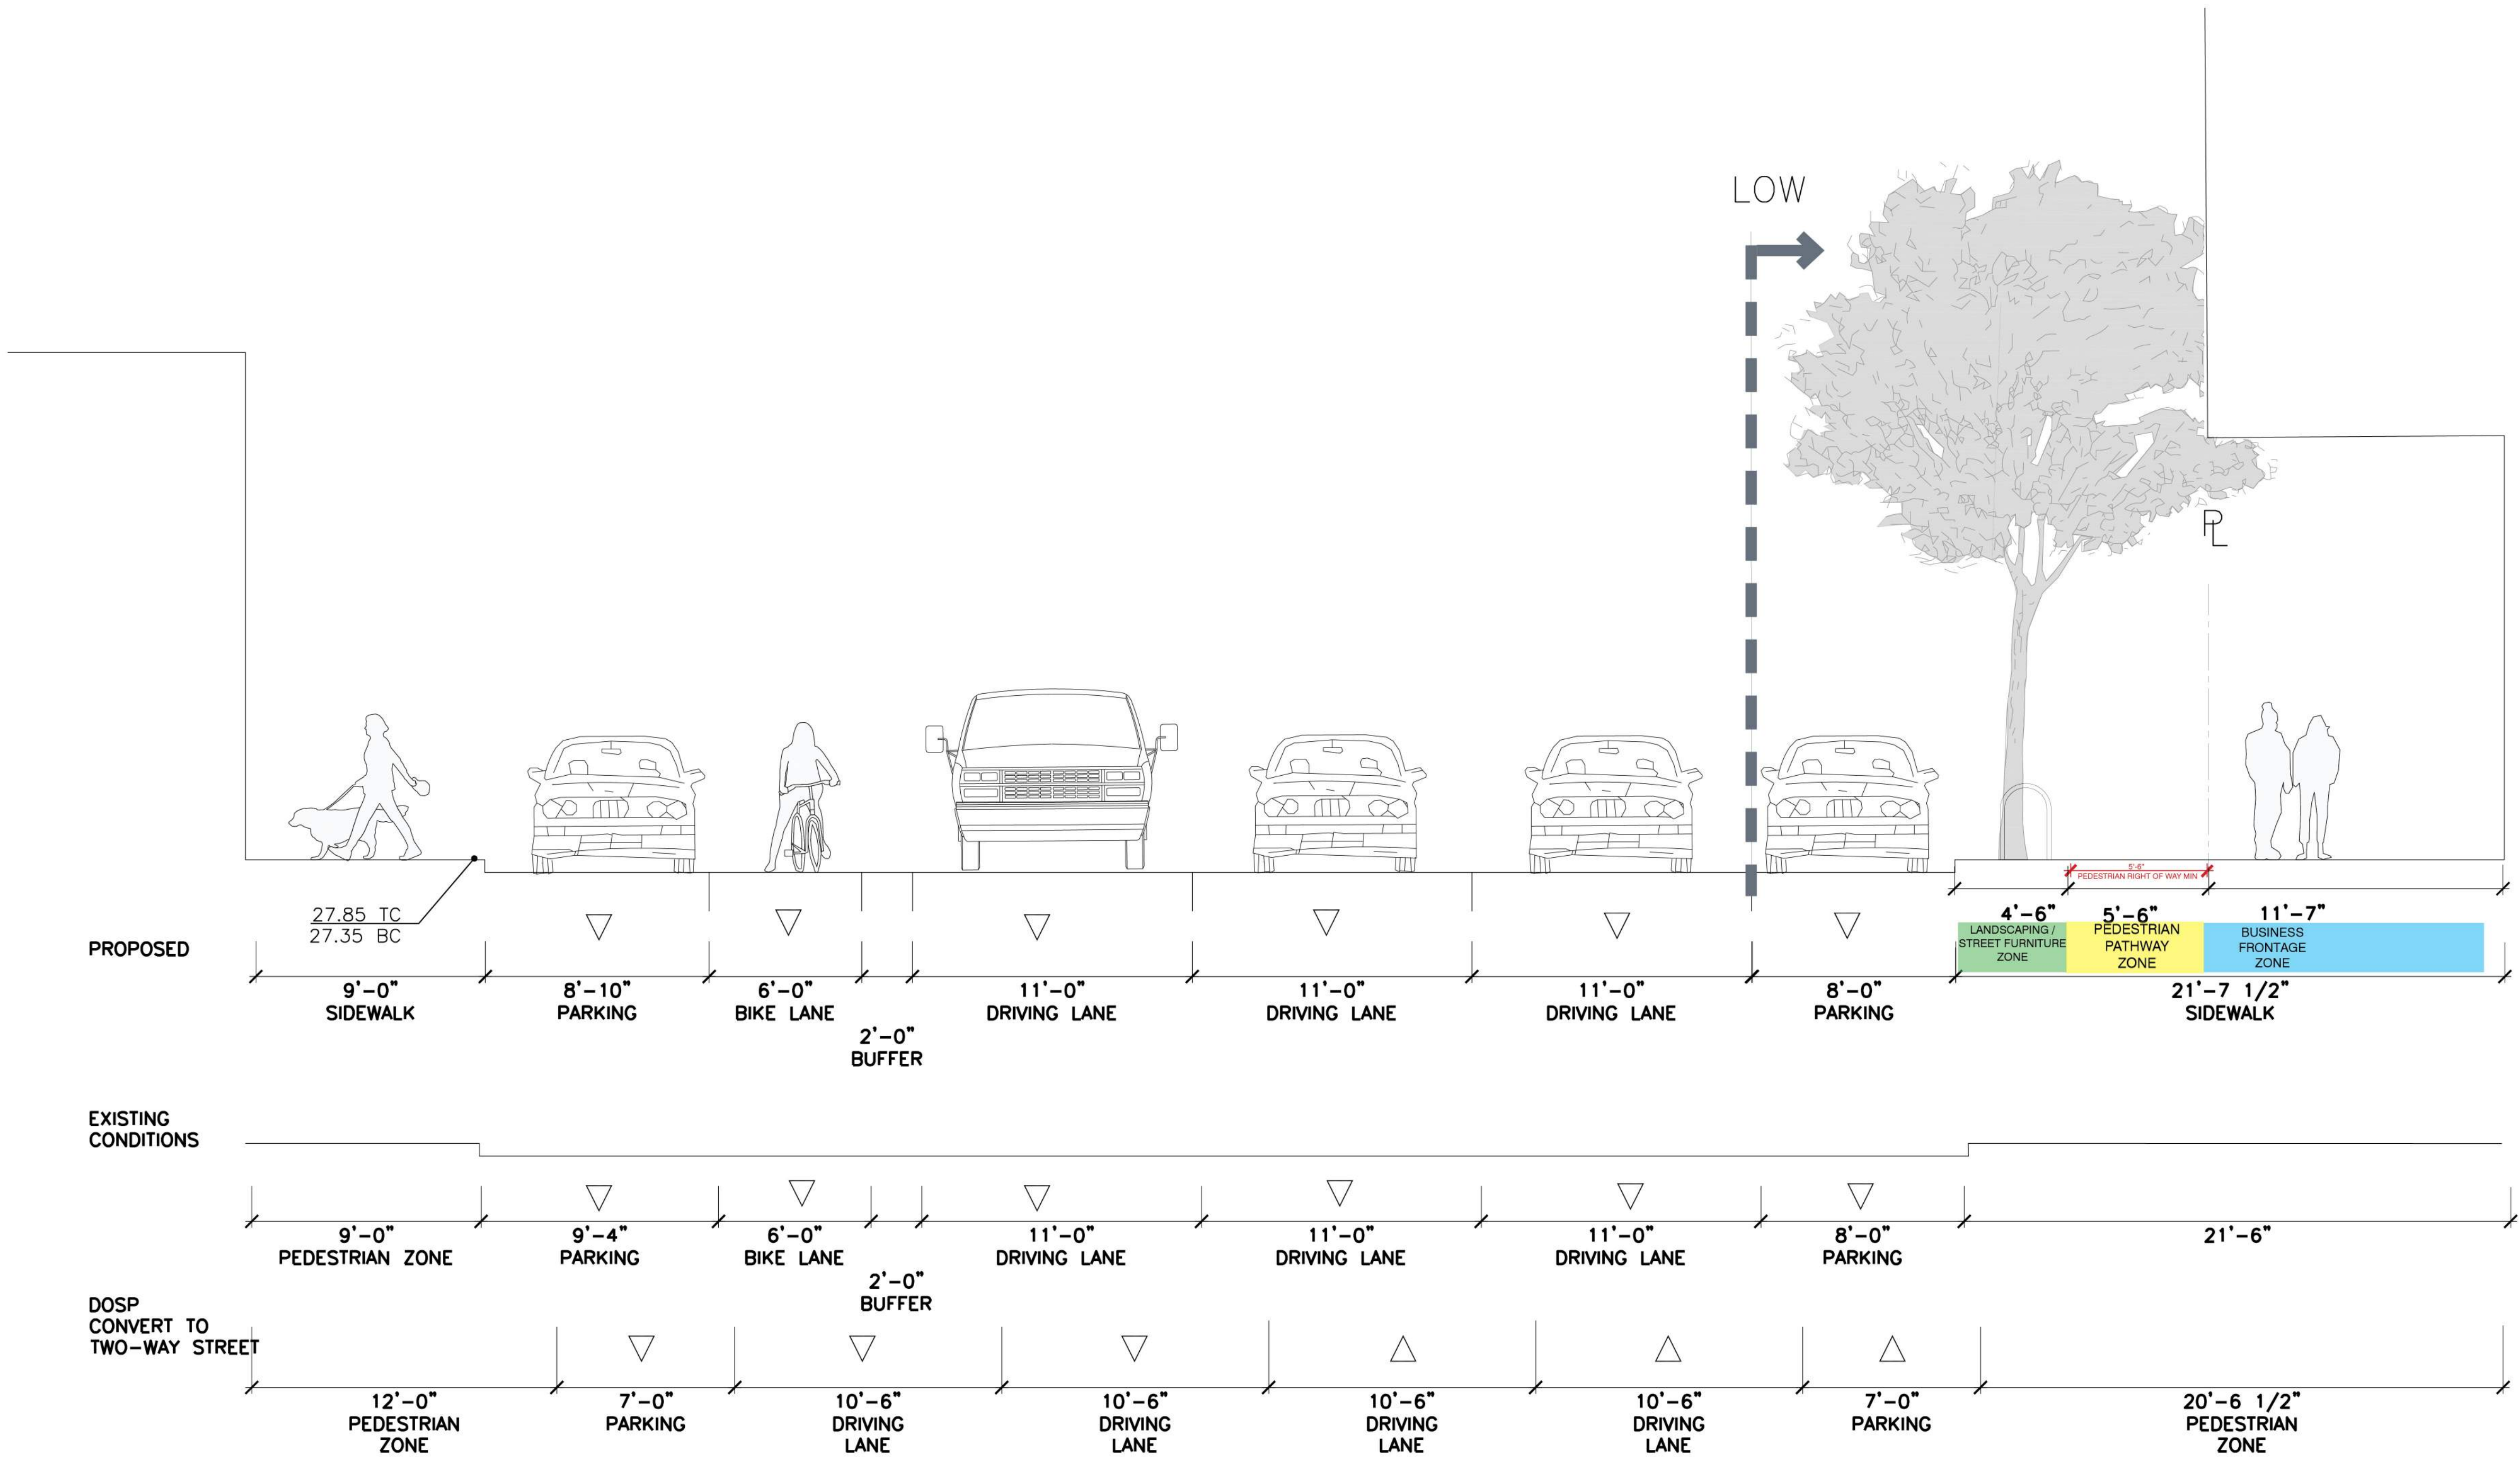 LOW
PL
5'-6"
PEDESTRIAN RIGHT OF WAY MIN
27.85 TC
27.35 BC
4'-6" 5'-6" 11'-7"
LANDSCAPING /
STREET FURNITURE
ZONE
PEDESTRIAN
PATHWAY
ZONE
BUSINESS
FRONTAGE
ZONE
PROPOSED
9'-0"
SIDEWALK
8'-10"
PARKING
6'-0"
BIKE LANE
2'-0"
BUFFER
11'-0"
DRIVING LANE
11'-0"
DRIVING LANE
11'-0"
DRIVING LANE
8'-0"
PARKING
21'-7 1/2"
SIDEWALK
EXISTING
CONDITIONS
9'-0"
PEDESTRIAN ZONE
9'-4"
PARKING
6'-0"
BIKE LANE
2'-0"
BUFFER
11'-0"
DRIVING LANE
11'-0"
DRIVING LANE
11'-0"
DRIVING LANE
8'-0"
PARKING
21'-6"
DOSP
CONVERT TO
TWO-WAY STREET
12'-0"
PEDESTRIAN
ZONE
7'-0"
PARKING
10'-6"
DRIVING
LANE
10'-6"
DRIVING
LANE
10'-6"
DRIVING
LANE
10'-6"
DRIVING
LANE
7'-0"
PARKING
20'-6 1/2"
PEDESTRIAN
ZONE